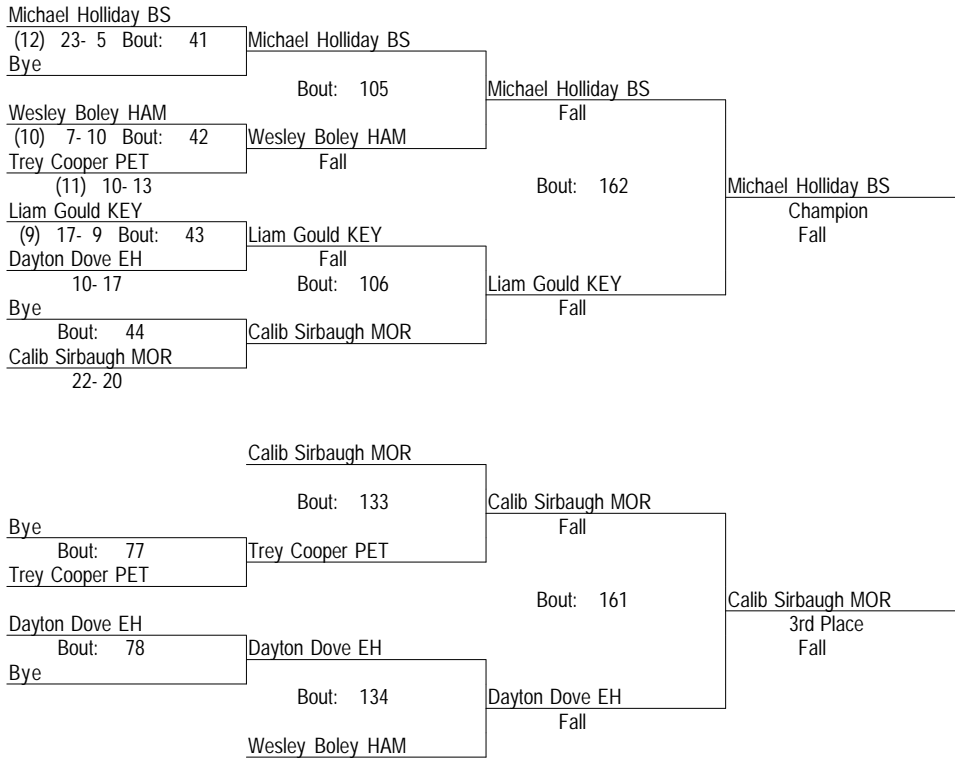 Michael Holliday BS
(12) 23- 5 Bout: 41 Michael Holliday BS
Bye
Bout: 105 Michael Holliday BS
Wesley Boley HAM Fall
(10) 7- 10 Bout: 42 Wesley Boley HAM
Trey Cooper PET Fall
(11) 10- 13 Bout: 162 Michael Holliday BS
Liam Gould KEY Champion
(9) 17- 9 Bout: 43 Liam Gould KEY Fall
Dayton Dove EH Fall
10- 17 Bout: 106 Liam Gould KEY
Bye Fall
Bout: 44 Calib Sirbaugh MOR
Calib Sirbaugh MOR
22- 20
Calib Sirbaugh MOR
Bout: 133 Calib Sirbaugh MOR
Bye Fall
Bout: 77 Trey Cooper PET
Trey Cooper PET
Bout: 161 Calib Sirbaugh MOR
Dayton Dove EH 3rd Place
Bout: 78 Dayton Dove EH Fall
Bye
Bout: 134 Dayton Dove EH
Fall
Wesley Boley HAM